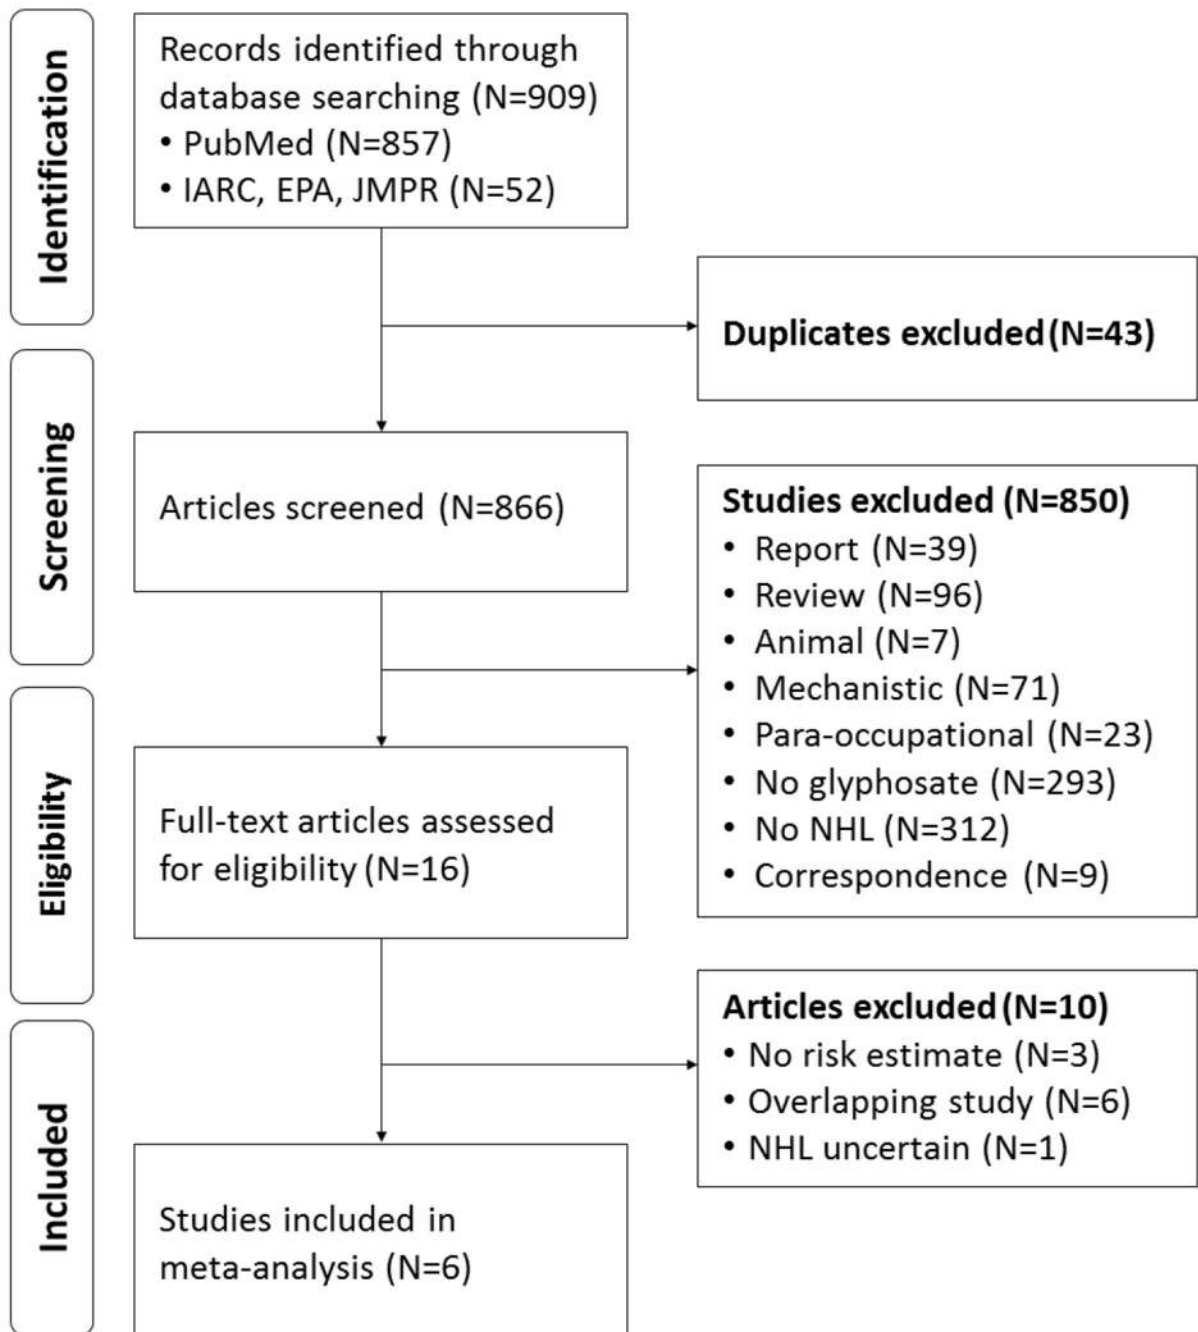 Identification
Records identified through
database searching (N=909)
• PubMed (N=857)
• IARC, EPA, JMPR (N=52)
Duplicates excluded (N=43)
Screening
Articles screened (N=866)
Studies excluded (N=850)
• Report (N=39)
• Review (N=96)
• Animal (N=7)
• Mechanistic (N=71)
• Para-occupational (N=23)
• No glyphosate (N=293)
• No NHL (N=312)
• Correspondence (N=9)
Eligibility
Full-text articles assessed
for eligibility (N=16)
Articles excluded (N=10)
• No risk estimate (N=3)
• Overlapping study (N=6)
• NHL uncertain (N=1)
Included
Studies included in
meta-analysis (N=6)